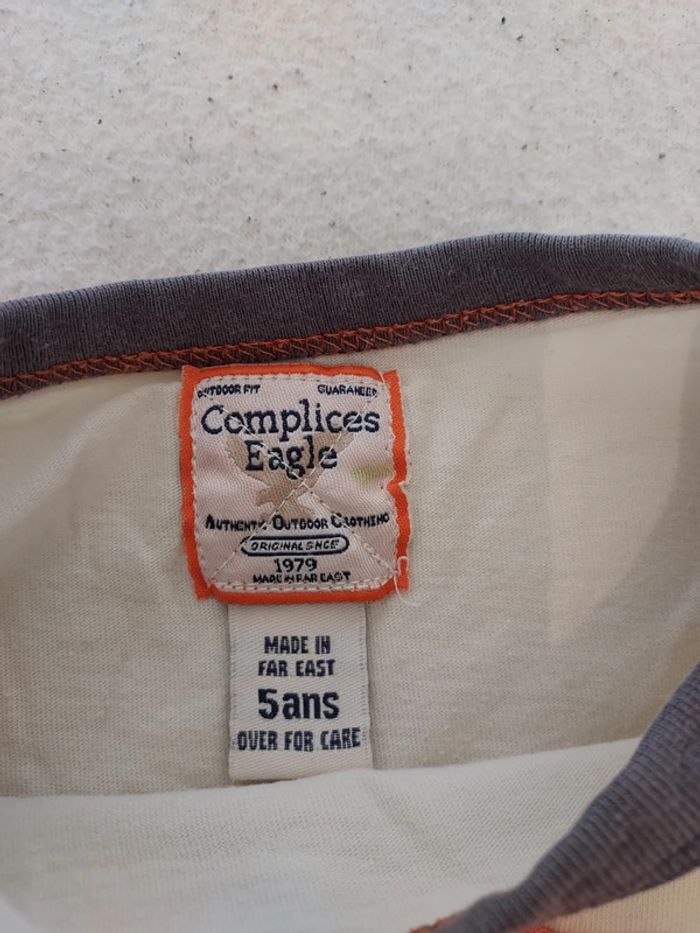 OUTDOOR FIT GUARANEED
Complices
Eagle
AUTHENTIC OUTDOOR CLOTHING
ORIGINAL SINCE
1979
MADE IN FAR EAST
MADE IN
FAR EAST
5ans
OVER FOR CARE